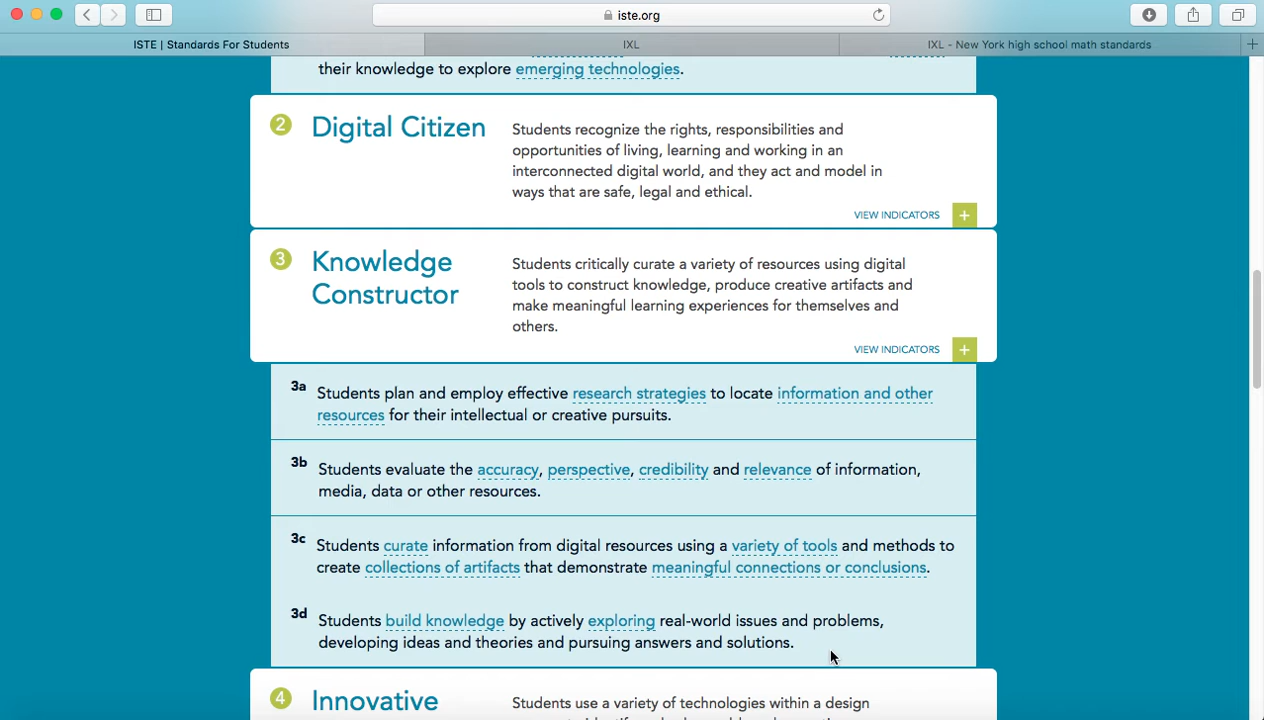 iste.org
ISTE | Standards For Students
IXL
IXL - New York high school math standards
their knowledge to explore emerging technologies.
2
Digital Citizen
Students recognize the rights, responsibilities and
opportunities of living, learning and working in an
interconnected digital world, and they act and model in
ways that are safe, legal and ethical.
VIEW INDICATORS +
3
Knowledge
Constructor
Students critically curate a variety of resources using digital
tools to construct knowledge, produce creative artifacts and
make meaningful learning experiences for themselves and
others.
VIEW INDICATORS +
3a Students plan and employ effective research strategies to locate information and other
resources for their intellectual or creative pursuits.
3b Students evaluate the accuracy, perspective, credibility and relevance of information,
media, data or other resources.
3c Students curate information from digital resources using a variety of tools and methods to
create collections of artifacts that demonstrate meaningful connections or conclusions.
3d Students build knowledge by actively exploring real-world issues and problems,
developing ideas and theories and pursuing answers and solutions.
4
Innovative
Students use a variety of technologies within a design